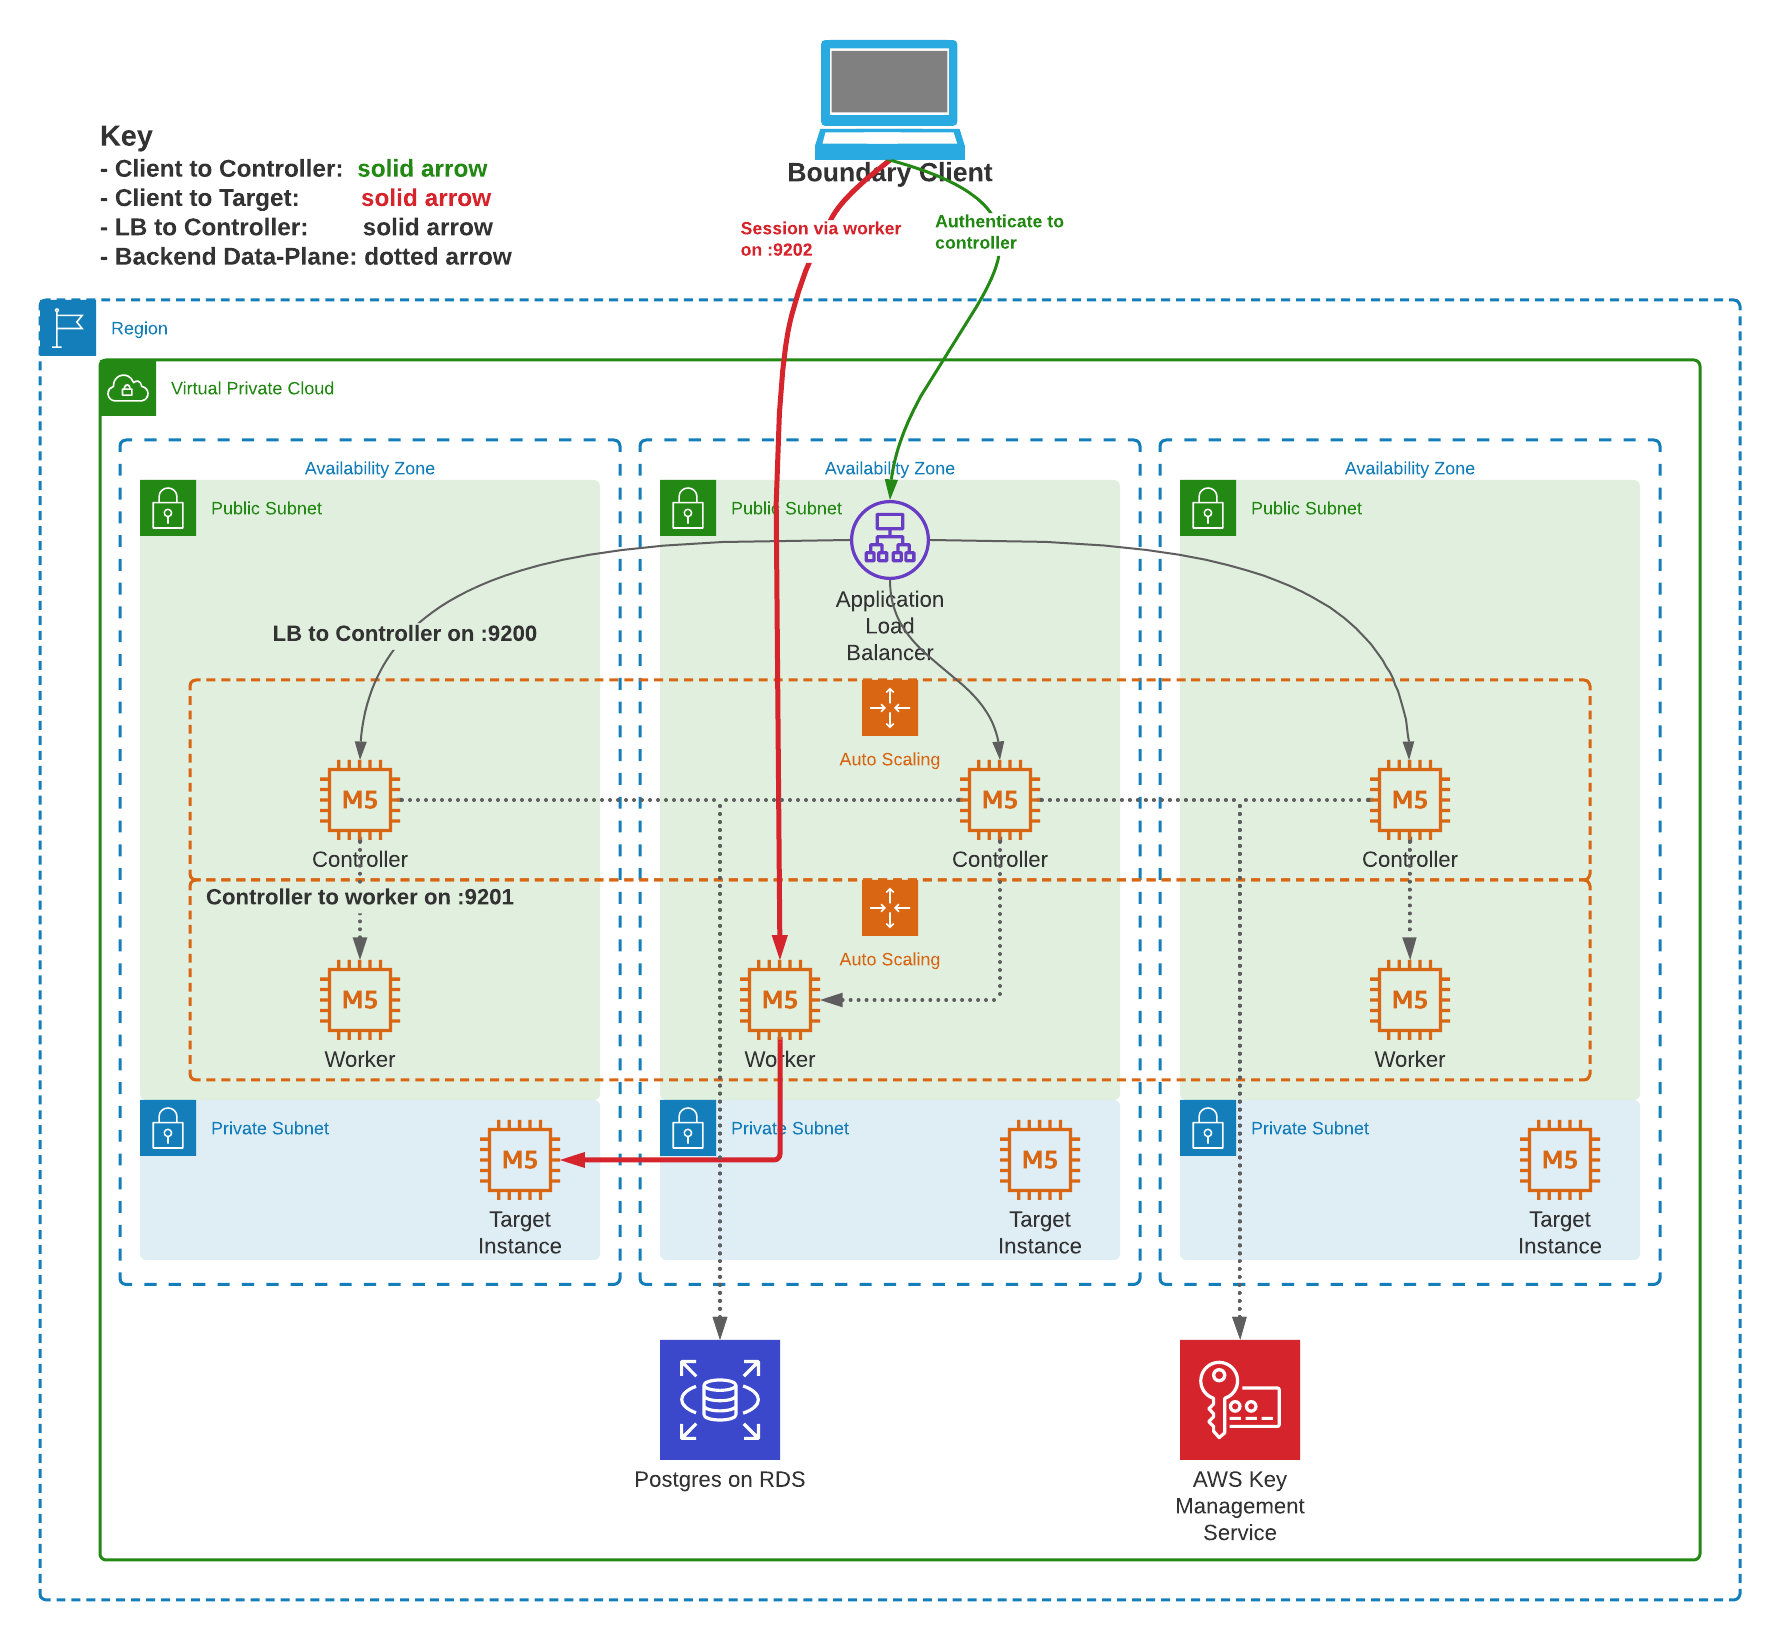 Boundary Client
Key
- Client to Controller: solid arrow
- Client to Target: solid arrow
- LB to Controller: solid arrow
- Backend Data-Plane: dotted arrow
Session via worker
on :9202
Authenticate to
controller
Region
Virtual Private Cloud
Availability Zone
Availability Zone
Availability Zone
Public Subnet
Public Subnet
Public Subnet
Application
Load
Balancer
LB to Controller on :9200
Auto Scaling
M5
M5
M5
Controller
Controller
Controller
Controller to worker on :9201
Auto Scaling
M5
M5
M5
Worker
Worker
Worker
Private Subnet
Private Subnet
Private Subnet
M5
M5
M5
Target
Instance
Target
Instance
Target
Instance
Postgres on RDS
AWS Key
Management
Service